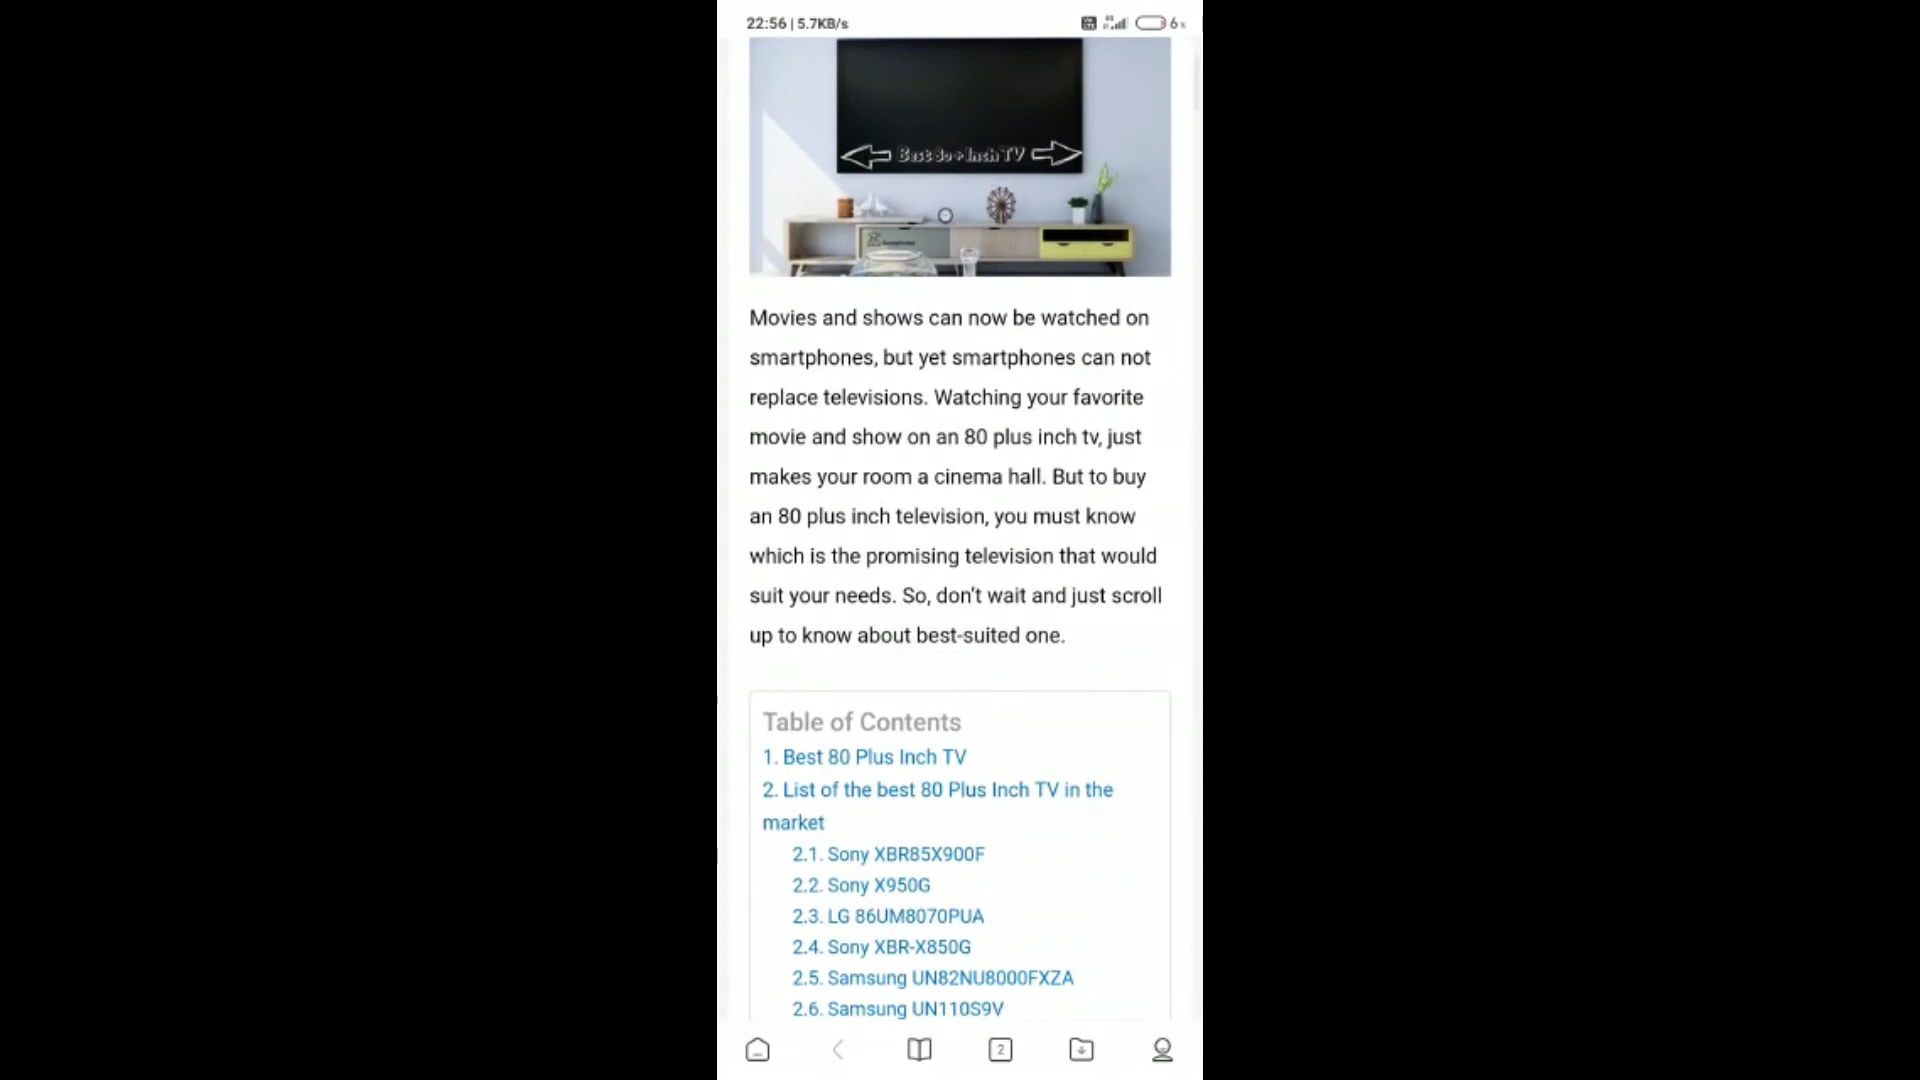 22:56 | 5.7KB/s
6%
Best 80+ Inch TV
Movies and shows can now be watched on
smartphones, but yet smartphones can not
replace televisions. Watching your favorite
movie and show on an 80 plus inch tv, just
makes your room a cinema hall. But to buy
an 80 plus inch television, you must know
which is the promising television that would
suit your needs. So, don’t wait and just scroll
up to know about best-suited one.
Table of Contents
1. Best 80 Plus Inch TV
2. List of the best 80 Plus Inch TV in the
market
2.1. Sony XBR85X900F
2.2. Sony X950G
2.3. LG 86UM8070PUA
2.4. Sony XBR-X850G
2.5. Samsung UN82NU8000FXZA
2.6. Samsung UN110S9V
2